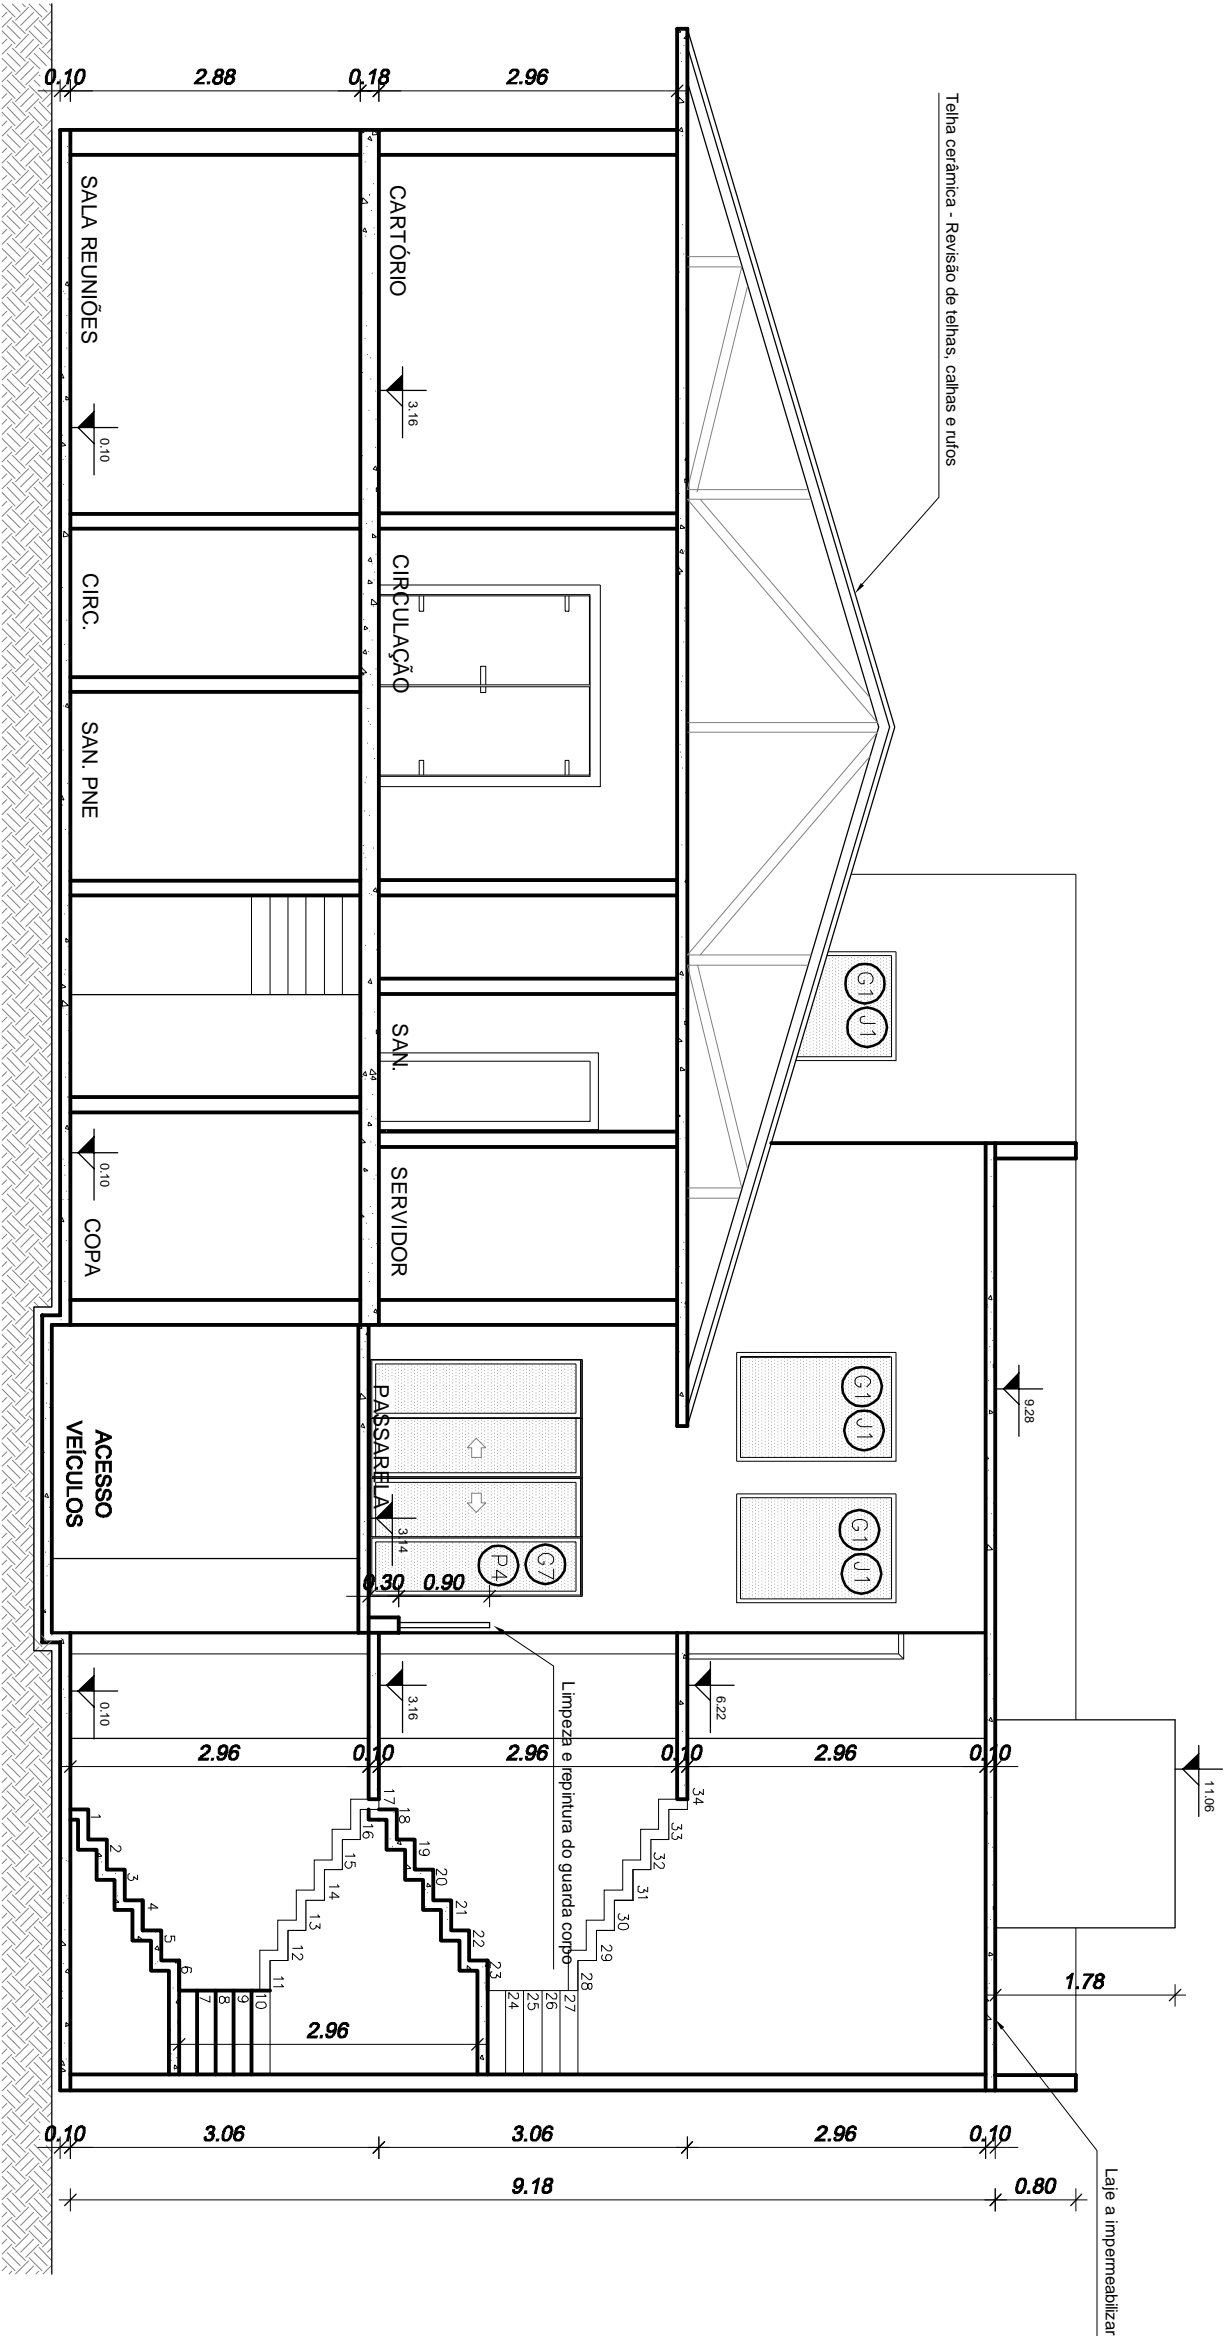 Telha cerâmica - Revisão de telhas, calhas e rufos
Laje a impermeabilizar
Limpeza e repintura do guarda corpo
0.10
2.88
0.18
2.96
CARTÓRIO
3.16
CIRCULAÇÃO
SAN.
SERVIDOR
SALA REUNIÕES
0.10
CIRC.
SAN. PNE
0.10
COPA
G1
J1
G1
J1
G1
J1
9.28
11.06
PASSARELA
3.14
P4
G7
0.30
0.90
ACESSO
VEÍCULOS
0.10
3.16
6.22
2.96
0.10
2.96
0.10
2.96
0.10
1
2
3
4
5
6
7
8
9
10
11
12
13
14
15
16
17
18
19
20
21
22
23
24
25
26
27
28
29
30
31
32
33
34
2.96
1.78
0.10
3.06
3.06
2.96
0.10
9.18
0.80